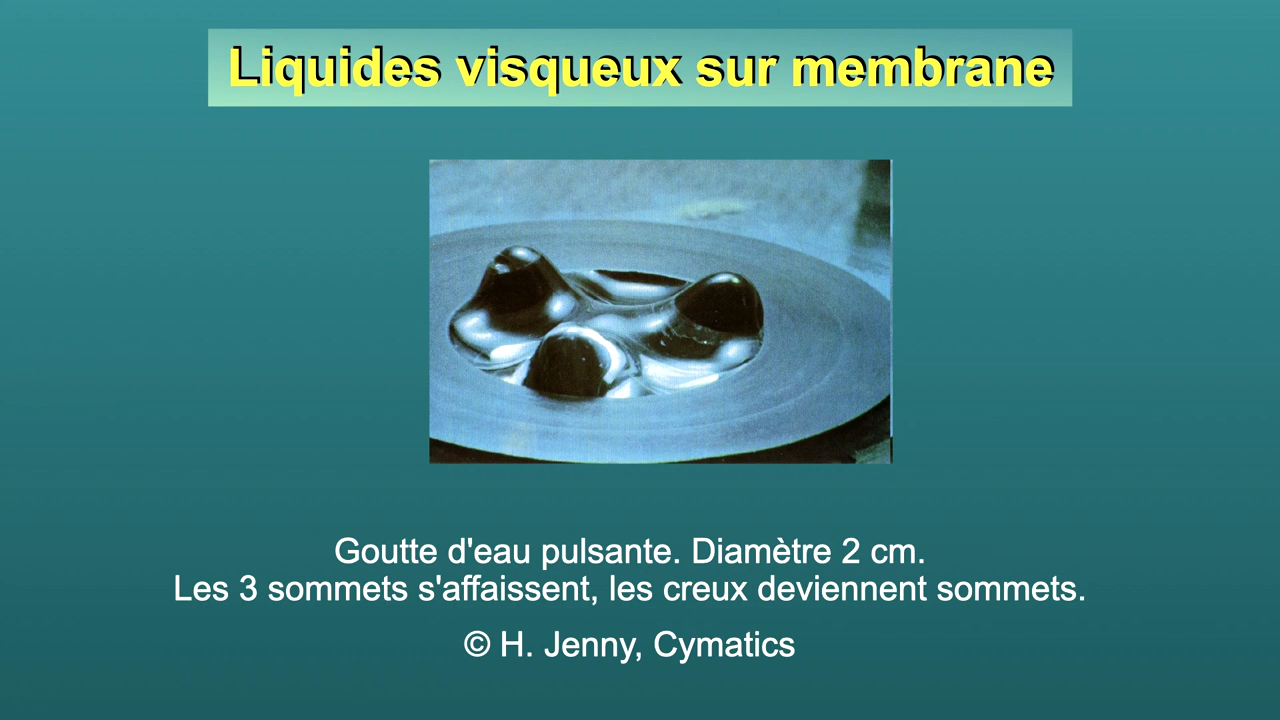 Liquides visqueux sur membrane
Goutte d'eau pulsante. Diamètre 2 cm.
Les 3 sommets s'affaissent, les creux deviennent sommets.
© H. Jenny, Cymatics